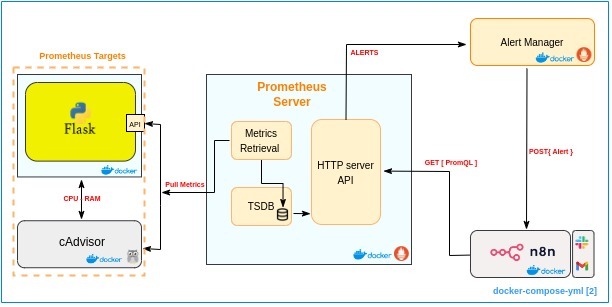 Prometheus Targets
Flask
API
docker
CPU - RAM
cAdvisor
docker
Pull Metrics
Prometheus
Server
Metrics
Retrieval
TSDB
HTTP server
API
docker
ALERTS
Alert Manager
docker
GET [ PromQL ]
POST{ Alert }
n8n
docker
docker-compose-yml [2]